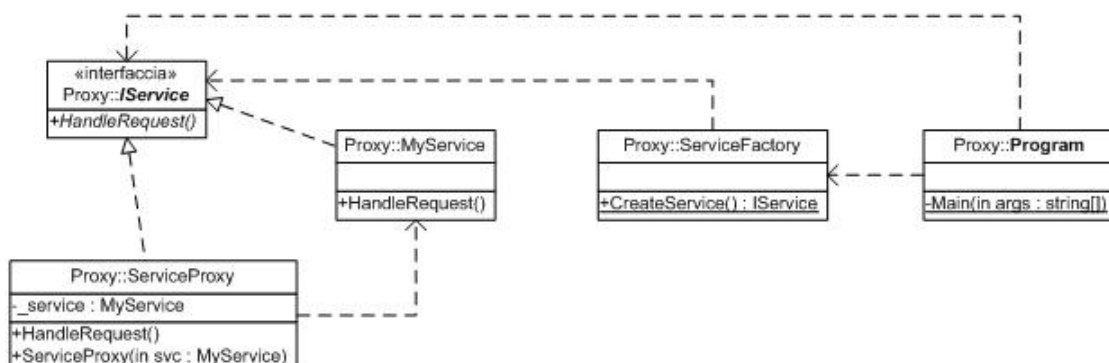 «interfaccia»
Proxy::IService
+HandleRequest()
Proxy::MyService
+HandleRequest()
Proxy::ServiceFactory
+CreateService() : IService
Proxy::Program
-Main(in args : string[])
Proxy::ServiceProxy
-_service : MyService
+HandleRequest()
+ServiceProxy(in svc : MyService)